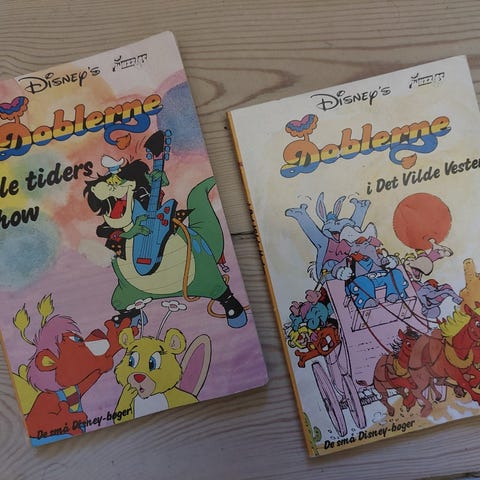 Disney's
Doblerne
le tiders
how
De små Disney-bøger
Disney's
Doblerne
i Det Vilde Vesten
De små Disney-bøger